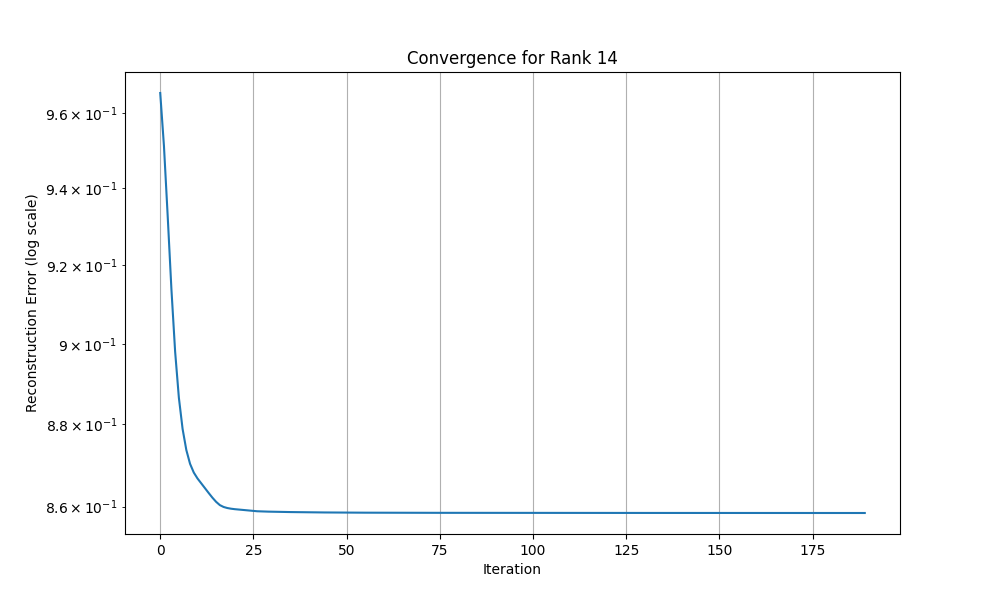 Convergence for Rank 14
Reconstruction Error (log scale)
9.6 × 10⁻¹
9.4 × 10⁻¹
9.2 × 10⁻¹
9 × 10⁻¹
8.8 × 10⁻¹
8.6 × 10⁻¹
0 25 50 75 100 125 150 175
Iteration